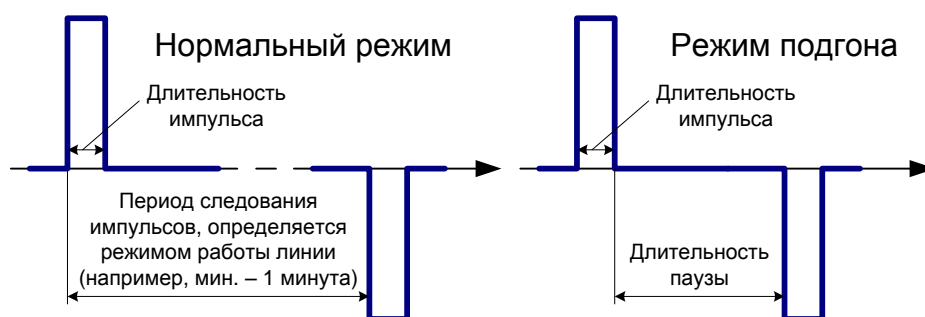 Нормальный режим
Длительность
импульса
Период следования
импульсов, определяется
режимом работы линии
(например, мин. – 1 минута)
Режим подгона
Длительность
импульса
Длительность
паузы